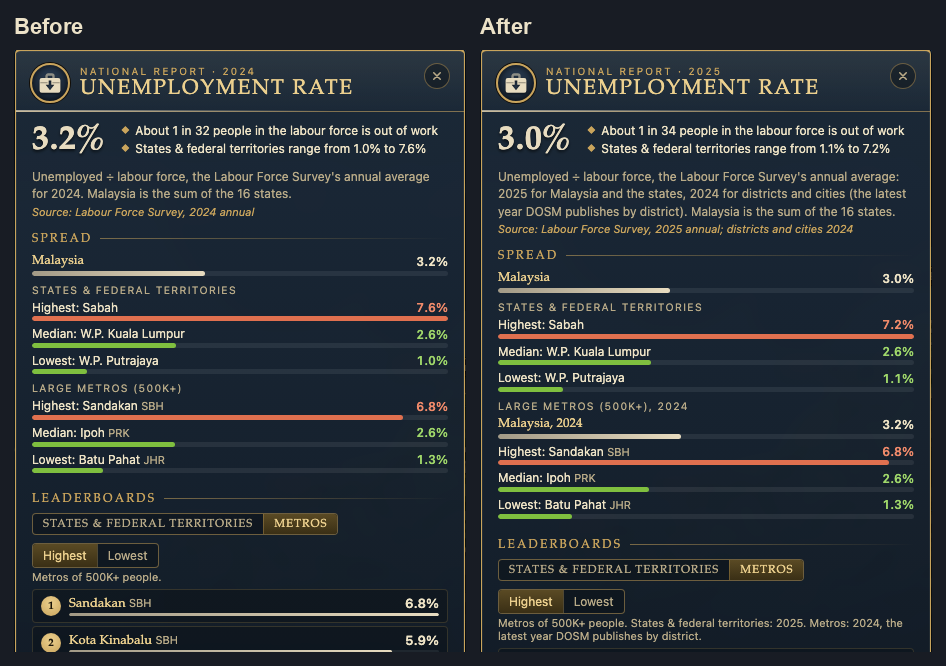 Before
NATIONAL REPORT · 2024
UNEMPLOYMENT RATE
3.2%
About 1 in 32 people in the labour force is out of work
States & federal territories range from 1.0% to 7.6%
Unemployed ÷ labour force, the Labour Force Survey's annual average
for 2024. Malaysia is the sum of the 16 states.
Source: Labour Force Survey, 2024 annual
SPREAD
Malaysia 3.2%
STATES & FEDERAL TERRITORIES
Highest: Sabah 7.6%
Median: W.P. Kuala Lumpur 2.6%
Lowest: W.P. Putrajaya 1.0%
LARGE METROS (500K+)
Highest: Sandakan SBH 6.8%
Median: Ipoh PRK 2.6%
Lowest: Batu Pahat JHR 1.3%
LEADERBOARDS
STATES & FEDERAL TERRITORIES METROS
Highest Lowest
Metros of 500K+ people.
1 Sandakan SBH 6.8%
2 Kota Kinabalu SBH 5.9%
After
NATIONAL REPORT · 2025
UNEMPLOYMENT RATE
3.0%
About 1 in 34 people in the labour force is out of work
States & federal territories range from 1.1% to 7.2%
Unemployed ÷ labour force, the Labour Force Survey's annual average:
2025 for Malaysia and the states, 2024 for districts and cities (the latest
year DOSM publishes by district). Malaysia is the sum of the 16 states.
Source: Labour Force Survey, 2025 annual; districts and cities 2024
SPREAD
Malaysia 3.0%
STATES & FEDERAL TERRITORIES
Highest: Sabah 7.2%
Median: W.P. Kuala Lumpur 2.6%
Lowest: W.P. Putrajaya 1.1%
LARGE METROS (500K+), 2024
Malaysia, 2024 3.2%
Highest: Sandakan SBH 6.8%
Median: Ipoh PRK 2.6%
Lowest: Batu Pahat JHR 1.3%
LEADERBOARDS
STATES & FEDERAL TERRITORIES METROS
Highest Lowest
Metros of 500K+ people. States & federal territories: 2025. Metros: 2024, the
latest year DOSM publishes by district.